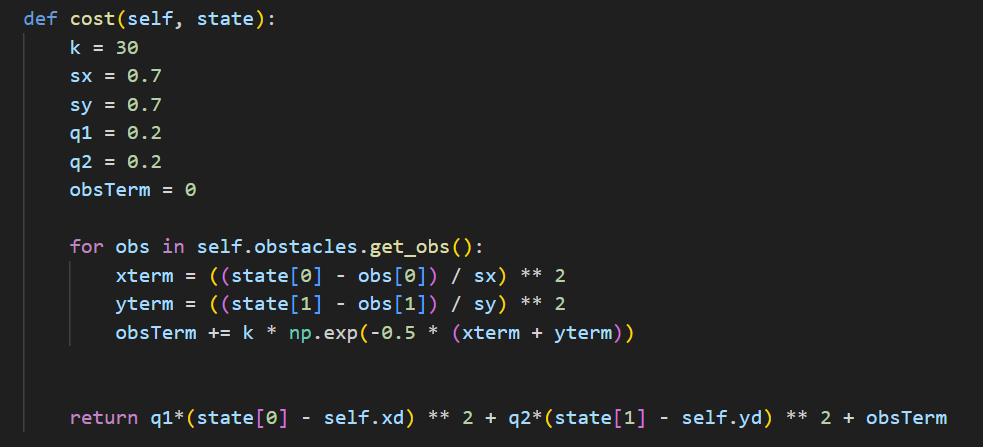 def cost(self, state):
    k = 30
    sx = 0.7
    sy = 0.7
    q1 = 0.2
    q2 = 0.2
    obsTerm = 0
    for obs in self.obstacles.get_obs():
        xterm = ((state[0] - obs[0]) / sx) ** 2
        yterm = ((state[1] - obs[1]) / sy) ** 2
        obsTerm += k * np.exp(-0.5 * (xterm + yterm))
    return q1*(state[0] - self.xd) ** 2 + q2*(state[1] - self.yd) ** 2 + obsTerm